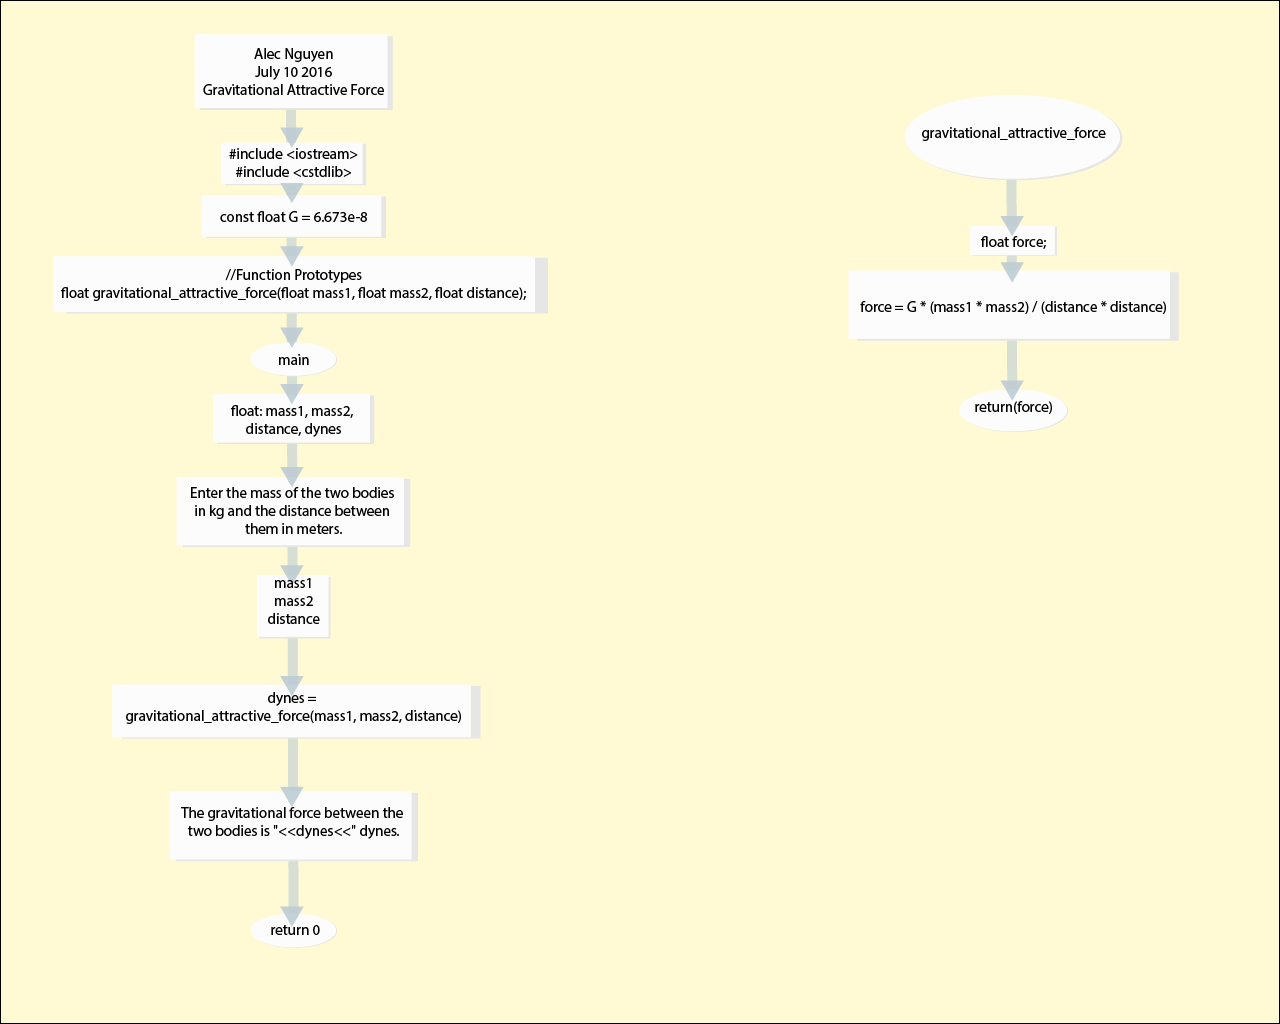 Alec Nguyen
July 10 2016
Gravitational Attractive Force
#include <iostream>
#include <cstdlib>
const float G = 6.673e-8
//Function Prototypes
float gravitational_attractive_force(float mass1, float mass2, float distance);
main
float: mass1, mass2,
distance, dynes
Enter the mass of the two bodies
in kg and the distance between
them in meters.
mass1
mass2
distance
dynes =
gravitational_attractive_force(mass1, mass2, distance)
The gravitational force between the
two bodies is "<<dynes<<" dynes.
return 0
gravitational_attractive_force
float force;
force = G * (mass1 * mass2) / (distance * distance)
return(force)